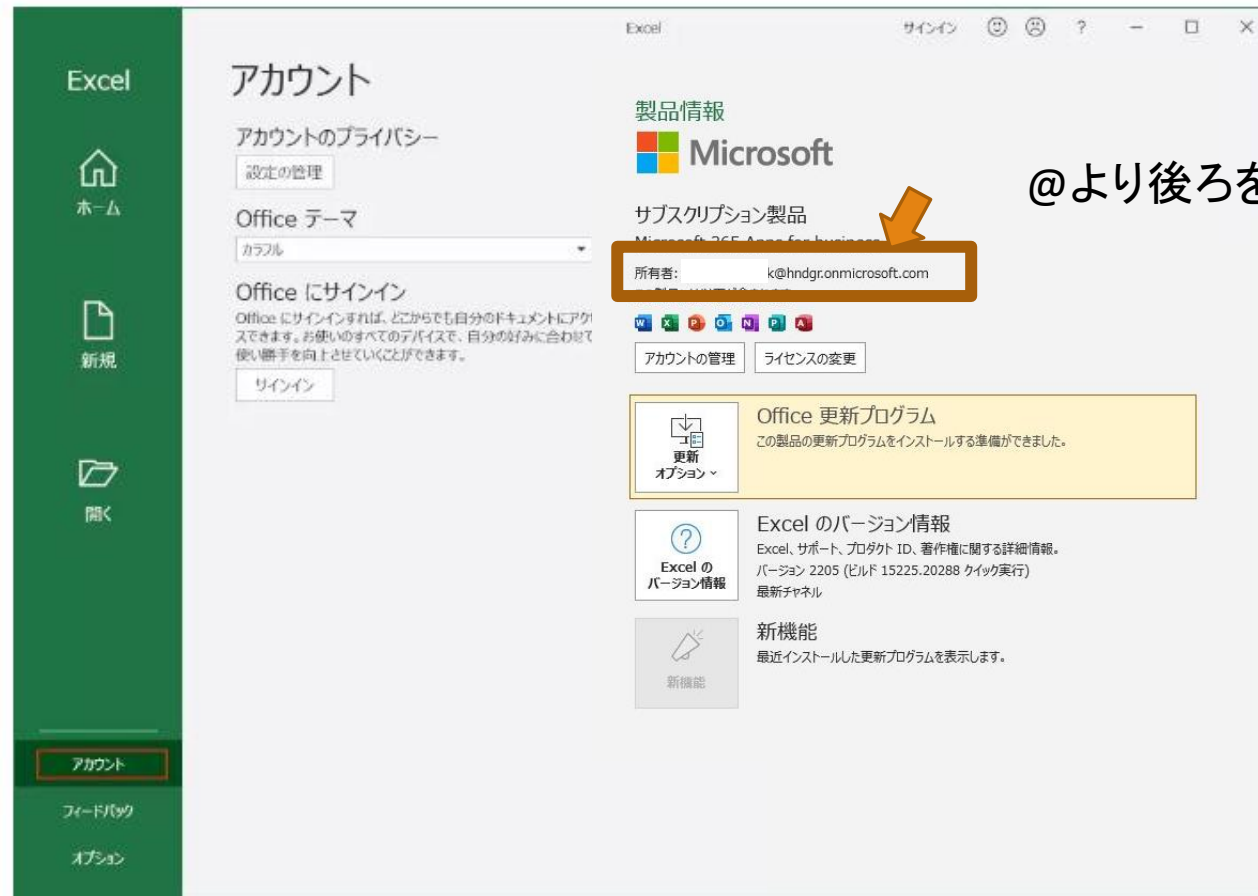 Excel
サインイン
?
Excel
ホーム
新規
開く
アカウント
フィードバック
オプション
アカウント
アカウントのプライバシー
設定の管理
Office テーマ
カラフル
Office にサインイン
Office にサインインすれば、どこからでも自分のドキュメントにアク
スできます。お使いのすべてのデバイスで、自分の好みに合わせて
使い勝手を向上させていくことができます。
サインイン
製品情報
Microsoft
サブスクリプション製品
Microsoft 365 Apps for business
所有者: k@hndgr.onmicrosoft.com
アカウントの管理
ライセンスの変更
更新
オプション
Office 更新プログラム
この製品の更新プログラムをインストールする準備ができました。
Excel の
バージョン情報
Excel のバージョン情報
Excel、サポート、プロダクト ID、著作権に関する詳細情報。
バージョン 2205 (ビルド 15225.20288 クイック実行)
最新チャネル
新機能
新機能
最近インストールした更新プログラムを表示します。
@より後ろを